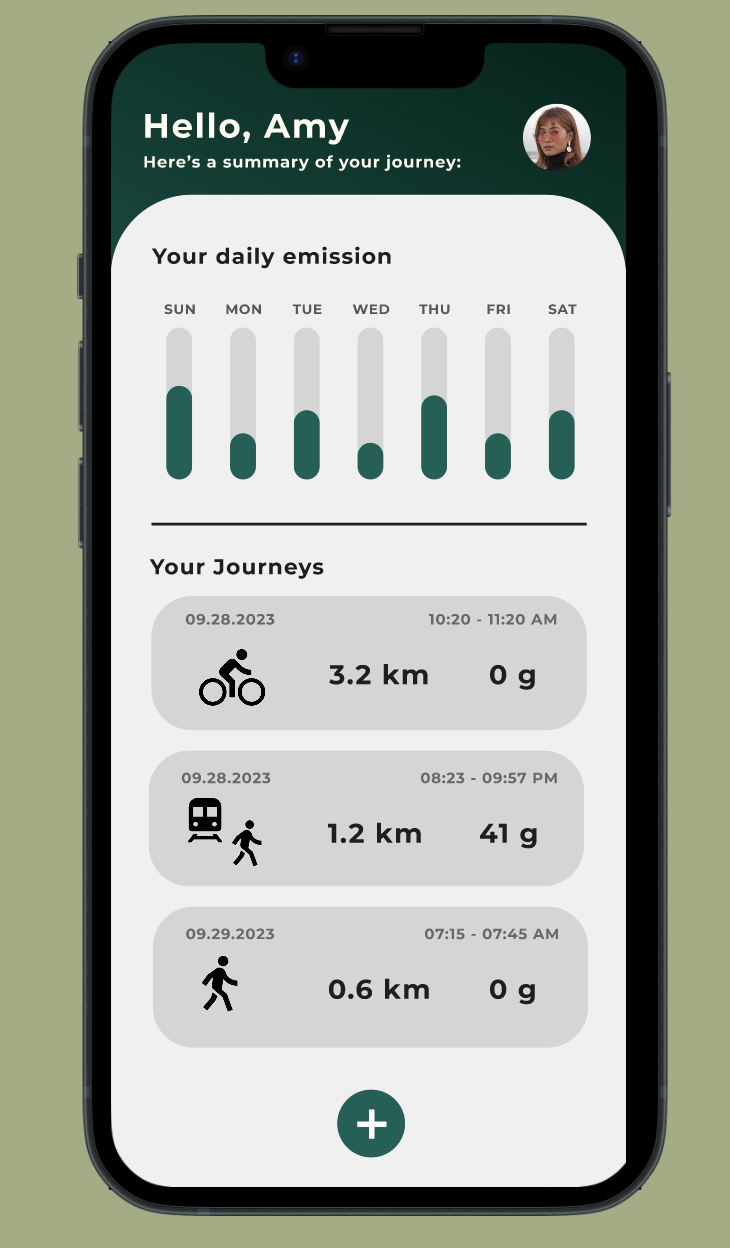 Hello, Amy
Here's a summary of your journey:
Your daily emission
SUN MON TUE WED THU FRI SAT
Your Journeys
09.28.2023 10:20 - 11:20 AM
3.2 km 0 g
09.28.2023 08:23 - 09:57 PM
1.2 km 41 g
09.29.2023 07:15 - 07:45 AM
0.6 km 0 g